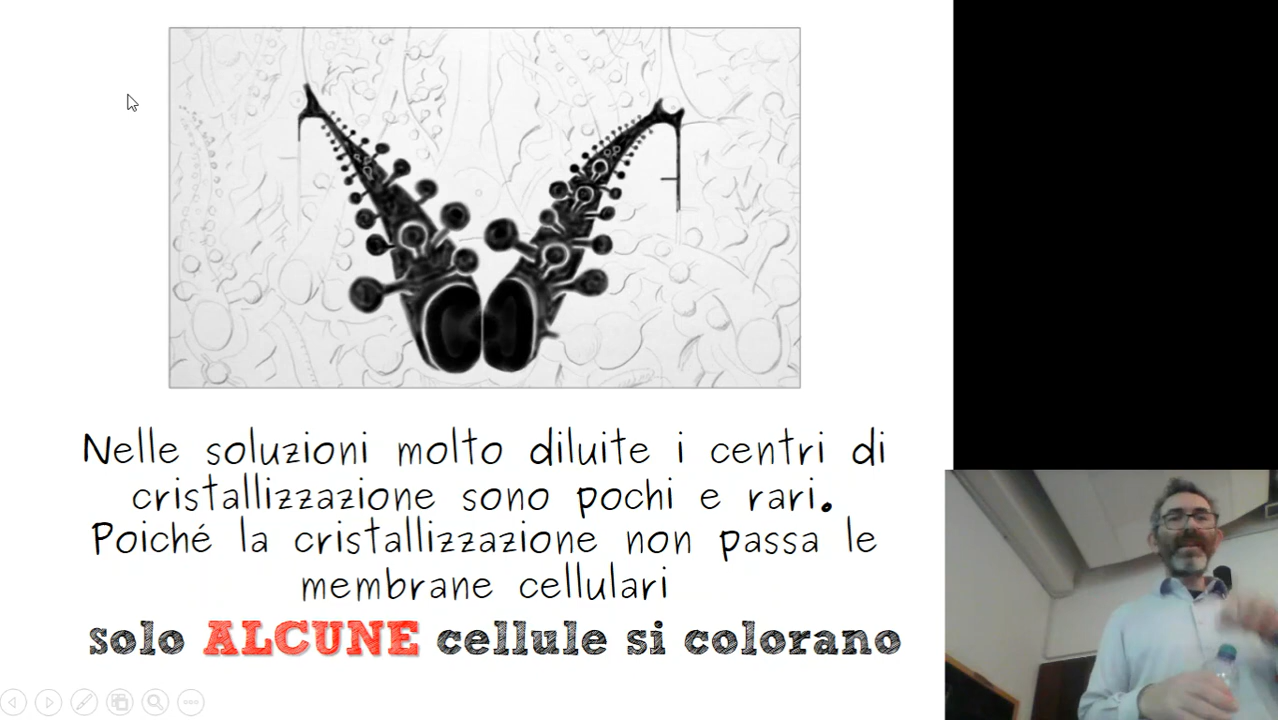 Nelle soluzioni molto diluite i centri di
cristallizzazione sono pochi e rari.
Poiché la cristallizzazione non passa le
membrane cellulari
Solo ALCUNE cellule si colorano